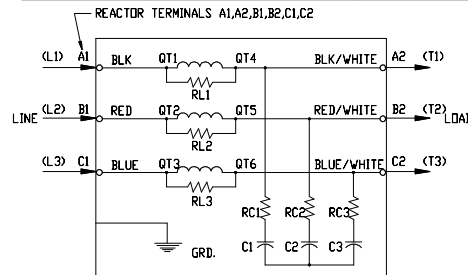 REACTOR TERMINALS A1,A2,B1,B2,C1,C2
(L1) A1 BLK QT1 QT4 BLK/WHITE A2 (T1)
RL1
LINE (L2) B1 RED QT2 QT5 RED/WHITE B2 (T2) LOAD
RL2
(L3) C1 BLUE QT3 QT6 BLUE/WHITE C2 (T3)
RL3
RC1 RC2 RC3
GRD. C1 C2 C3